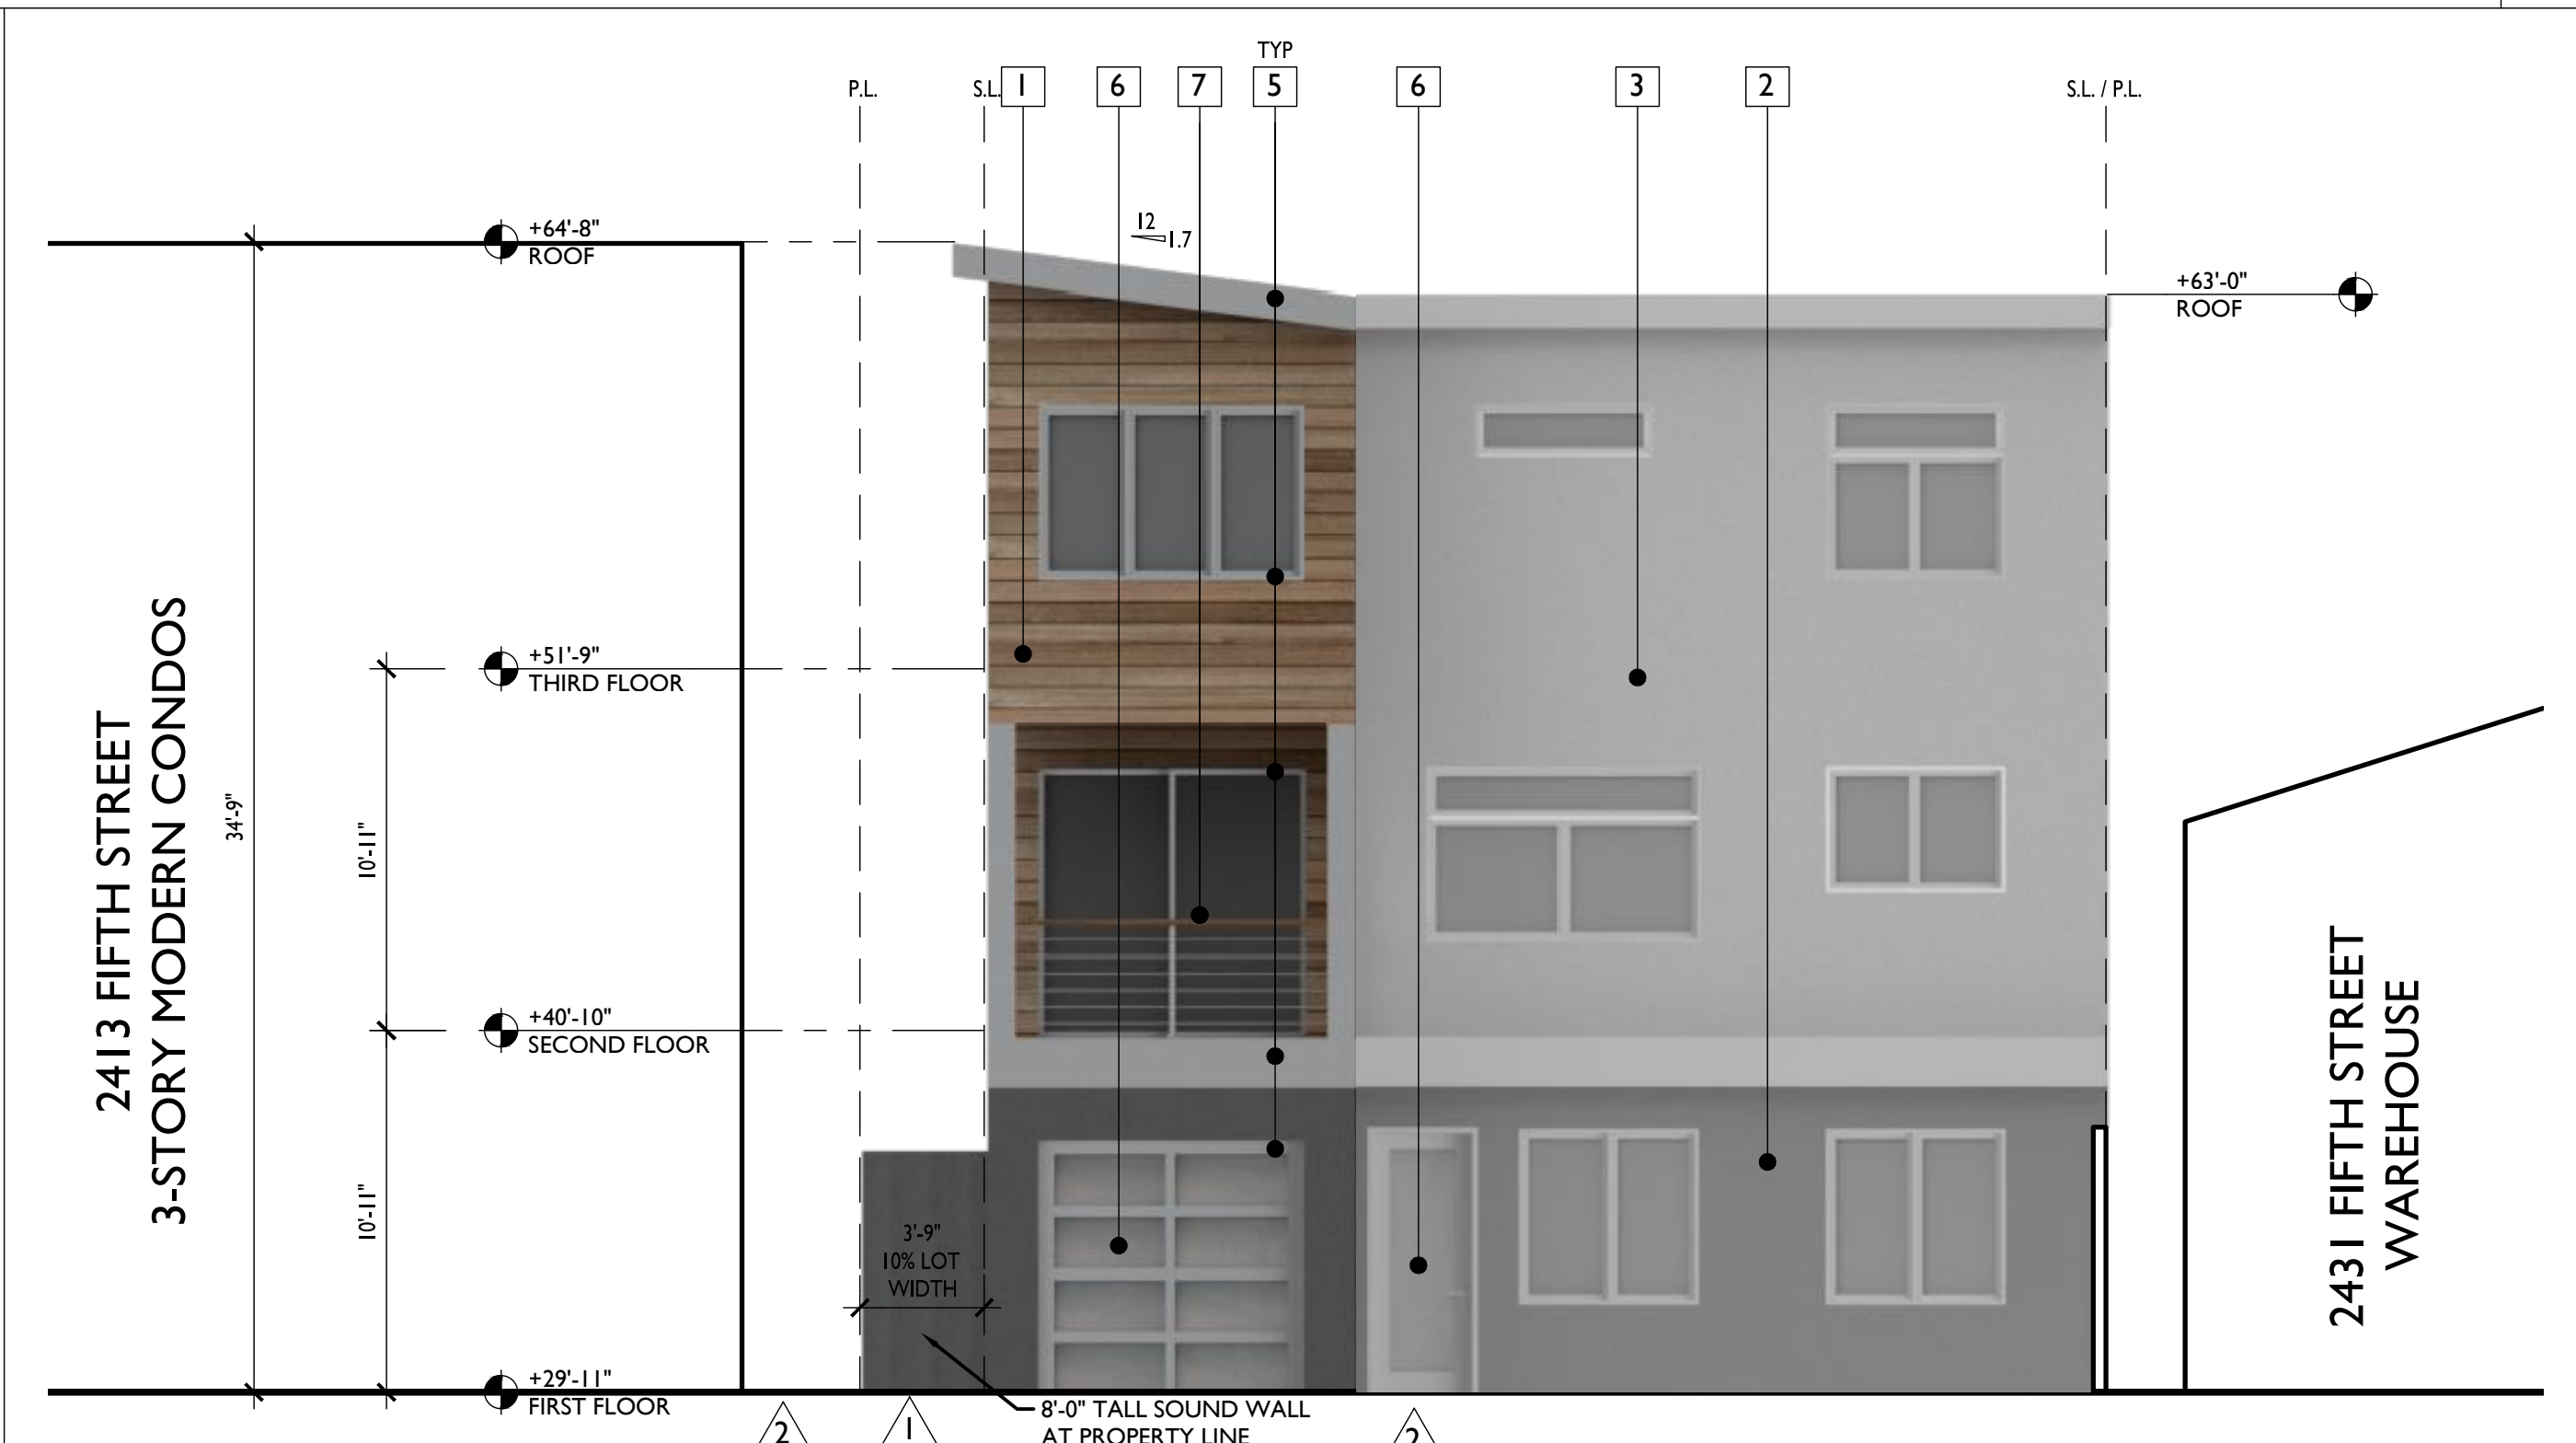 TYP
P.L.
S.L.
1
6
7
5
6
3
2
S.L. / P.L.
+64'-8"
ROOF
12
1.7
+63'-0"
ROOF
+51'-9"
THIRD FLOOR
2413 FIFTH STREET
3-STORY MODERN CONDOS
34'-9"
10'-11"
+40'-10"
SECOND FLOOR
10'-11"
3'-9"
10% LOT
WIDTH
2431 FIFTH STREET
WAREHOUSE
+29'-11"
FIRST FLOOR
8'-0" TALL SOUND WALL
AT PROPERTY LINE
2
1
2